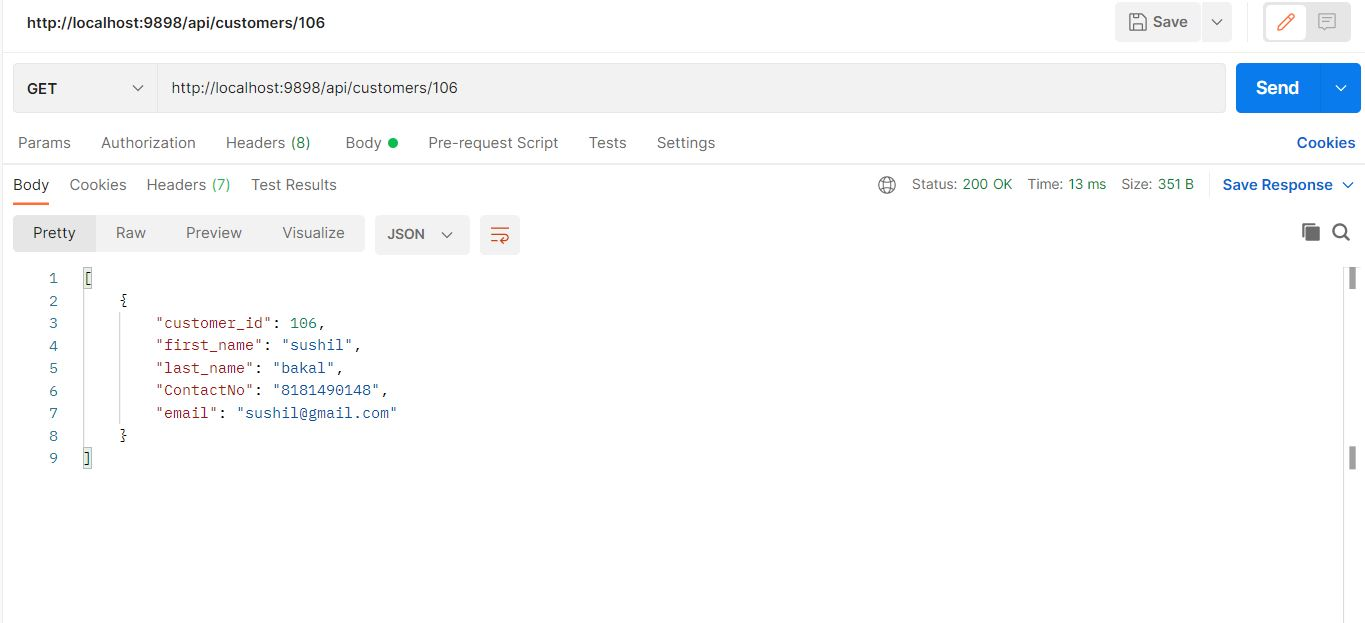 http://localhost:9898/api/customers/106 Save
GET http://localhost:9898/api/customers/106 Send
Params Authorization Headers (8) Body Pre-request Script Tests Settings Cookies
Body Cookies Headers (7) Test Results Status: 200 OK Time: 13 ms Size: 351 B Save Response
Pretty Raw Preview Visualize JSON
1 [
2 {
3 "customer_id": 106,
4 "first_name": "sushil",
5 "last_name": "bakal",
6 "ContactNo": "8181490148",
7 "email": "sushil@gmail.com"
8 }
9 ]